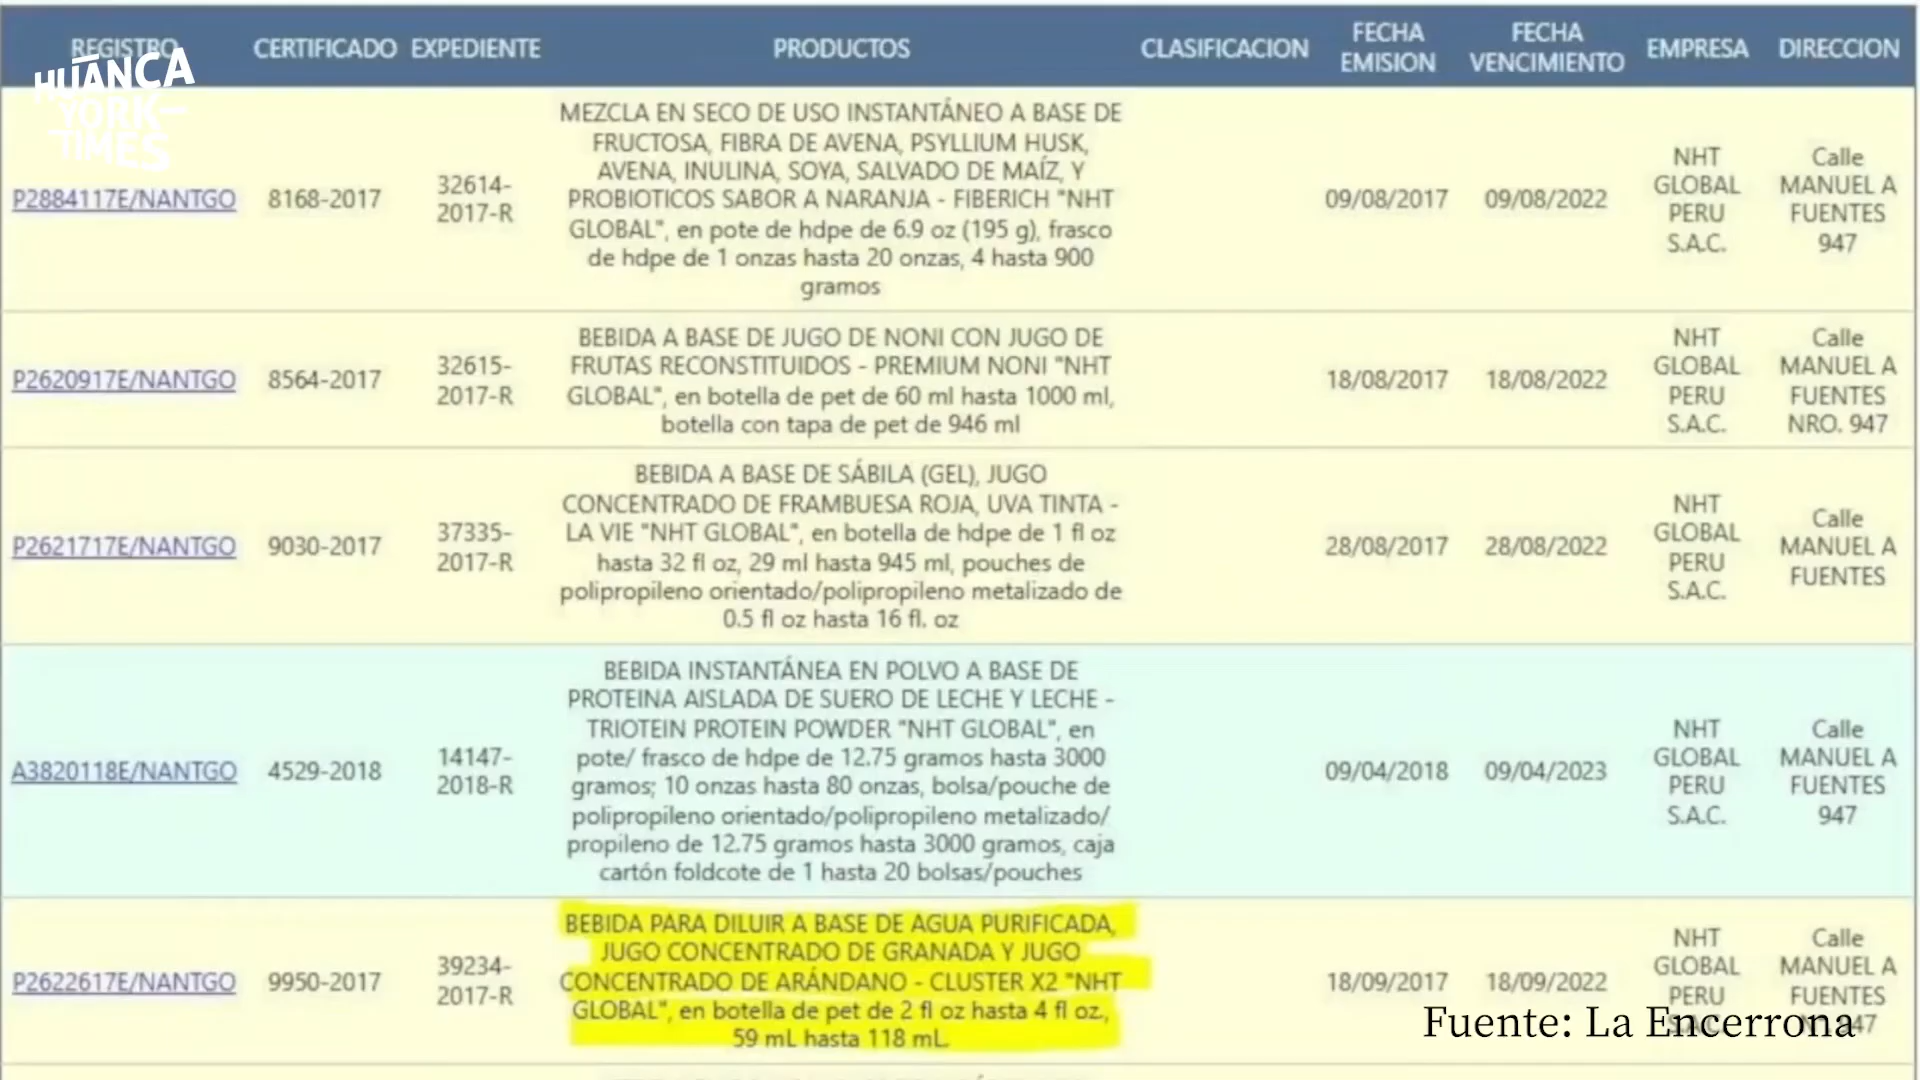 REGISTRO CERTIFICADO EXPEDIENTE PRODUCTOS CLASIFICACION FECHA EMISION FECHA VENCIMIENTO EMPRESA DIRECCION
HUANCA
YORK
TIMES
P2884117E/NANTGO
8168-2017
32614-
2017-R
MEZCLA EN SECO DE USO INSTANTÁNEO A BASE DE
FRUCTOSA, FIBRA DE AVENA, PSYLLIUM HUSK,
AVENA, INULINA, SOYA, SALVADO DE MAÍZ, Y
PROBIOTICOS SABOR A NARANJA - FIBERICH "NHT
GLOBAL", en pote de hdpe de 6.9 oz (195 g), frasco
de hdpe de 1 onzas hasta 20 onzas, 4 hasta 900
gramos
09/08/2017
09/08/2022
NHT
GLOBAL
PERU
S.A.C.
Calle
MANUEL A
FUENTES
947
P2620917E/NANTGO
8564-2017
32615-
2017-R
BEBIDA A BASE DE JUGO DE NONI CON JUGO DE
FRUTAS RECONSTITUIDOS - PREMIUM NONI "NHT
GLOBAL", en botella de pet de 60 ml hasta 1000 ml,
botella con tapa de pet de 946 ml
18/08/2017
18/08/2022
NHT
GLOBAL
PERU
S.A.C.
Calle
MANUEL A
FUENTES
NRO. 947
P2621717E/NANTGO
9030-2017
37335-
2017-R
BEBIDA A BASE DE SÁBILA (GEL), JUGO
CONCENTRADO DE FRAMBUESA ROJA, UVA TINTA -
LA VIE "NHT GLOBAL", en botella de hdpe de 1 fl oz
hasta 32 fl oz, 29 ml hasta 945 ml, pouches de
polipropileno orientado/polipropileno metalizado de
0.5 fl oz hasta 16 fl. oz
28/08/2017
28/08/2022
NHT
GLOBAL
PERU
S.A.C.
Calle
MANUEL A
FUENTES
A3820118E/NANTGO
4529-2018
14147-
2018-R
BEBIDA INSTANTÁNEA EN POLVO A BASE DE
PROTEINA AISLADA DE SUERO DE LECHE Y LECHE -
TRIOTEIN PROTEIN POWDER "NHT GLOBAL", en
pote/ frasco de hdpe de 12.75 gramos hasta 3000
gramos; 10 onzas hasta 80 onzas, bolsa/pouche de
polipropileno orientado/polipropileno metalizado/
propileno de 12.75 gramos hasta 3000 gramos, caja
cartón foldcote de 1 hasta 20 bolsas/pouches
09/04/2018
09/04/2023
NHT
GLOBAL
PERU
S.A.C.
Calle
MANUEL A
FUENTES
947
P2622617E/NANTGO
9950-2017
39234-
2017-R
BEBIDA PARA DILUIR A BASE DE AGUA PURIFICADA,
JUGO CONCENTRADO DE GRANADA Y JUGO
CONCENTRADO DE ARÁNDANO - CLUSTER X2 "NHT
GLOBAL", en botella de pet de 2 fl oz hasta 4 fl oz.,
59 mL hasta 118 mL.
18/09/2017
18/09/2022
NHT
GLOBAL
PERU
S.A.C.
Calle
MANUEL A
FUENTES
Fuente: La Encerrona